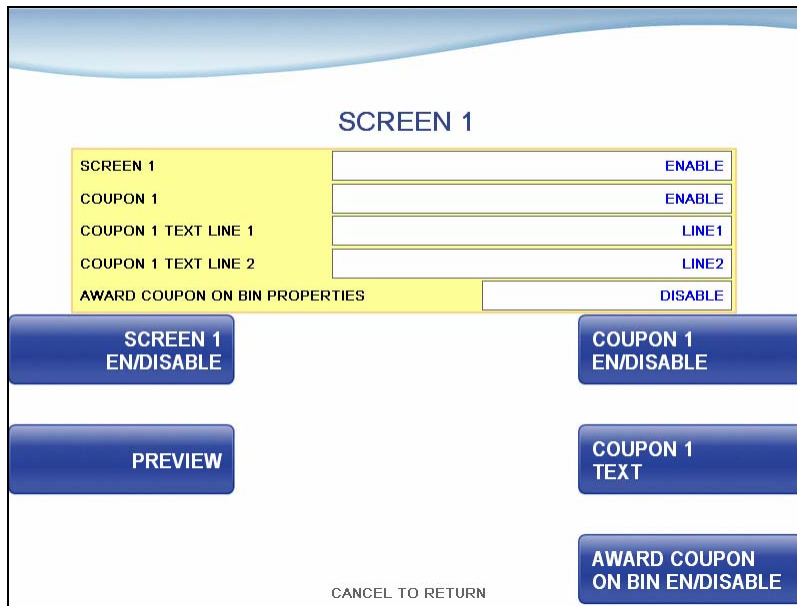 SCREEN 1
SCREEN 1 ENABLE
COUPON 1 ENABLE
COUPON 1 TEXT LINE 1 LINE1
COUPON 1 TEXT LINE 2 LINE2
AWARD COUPON ON BIN PROPERTIES DISABLE
SCREEN 1
EN/DISABLE
COUPON 1
EN/DISABLE
PREVIEW
COUPON 1
TEXT
AWARD COUPON
ON BIN EN/DISABLE
CANCEL TO RETURN